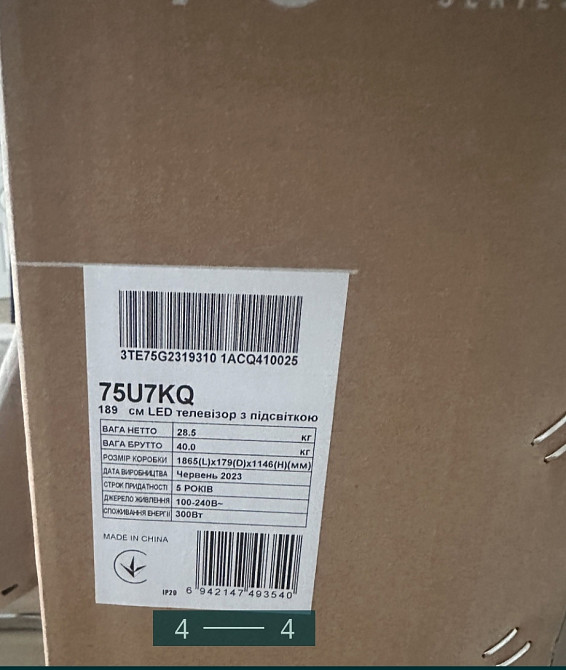 SERIES
3TE75G2319310 1ACQ410025
75U7KQ
189 см LED телевізор з підсвіткою
ВАГА НЕТТО 28.5 кг
ВАГА БРУТТО 40.0 кг
РОЗМІР КОРОБКИ 1865(L)x179(D)x1146(H)(мм)
ДАТА ВИРОБНИЦТВА Червень 2023
СТРОК ПРИДАТНОСТІ 5 РОКІВ
ДЖЕРЕЛО ЖИВЛЕННЯ 100-240В~
СПОЖИВАННЯ ЕНЕРГІЇ 300Вт
MADE IN CHINA
IP20 6 942147 493540
4 — 4